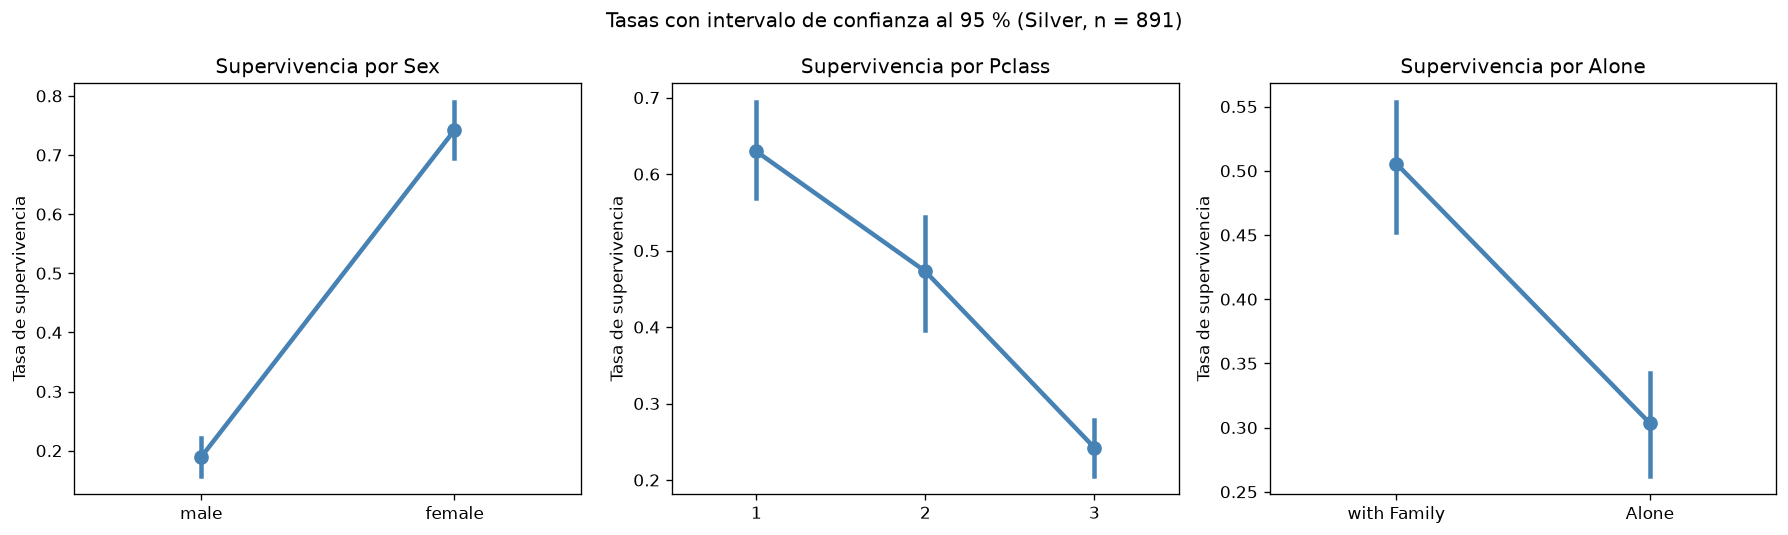 Tasas con intervalo de confianza al 95 % (Silver, n = 891)
Supervivencia por Sex
Tasa de supervivencia
0.8
0.7
0.6
0.5
0.4
0.3
0.2
male
female
Supervivencia por Pclass
Tasa de supervivencia
0.7
0.6
0.5
0.4
0.3
0.2
1
2
3
Supervivencia por Alone
Tasa de supervivencia
0.55
0.50
0.45
0.40
0.35
0.30
0.25
with Family
Alone